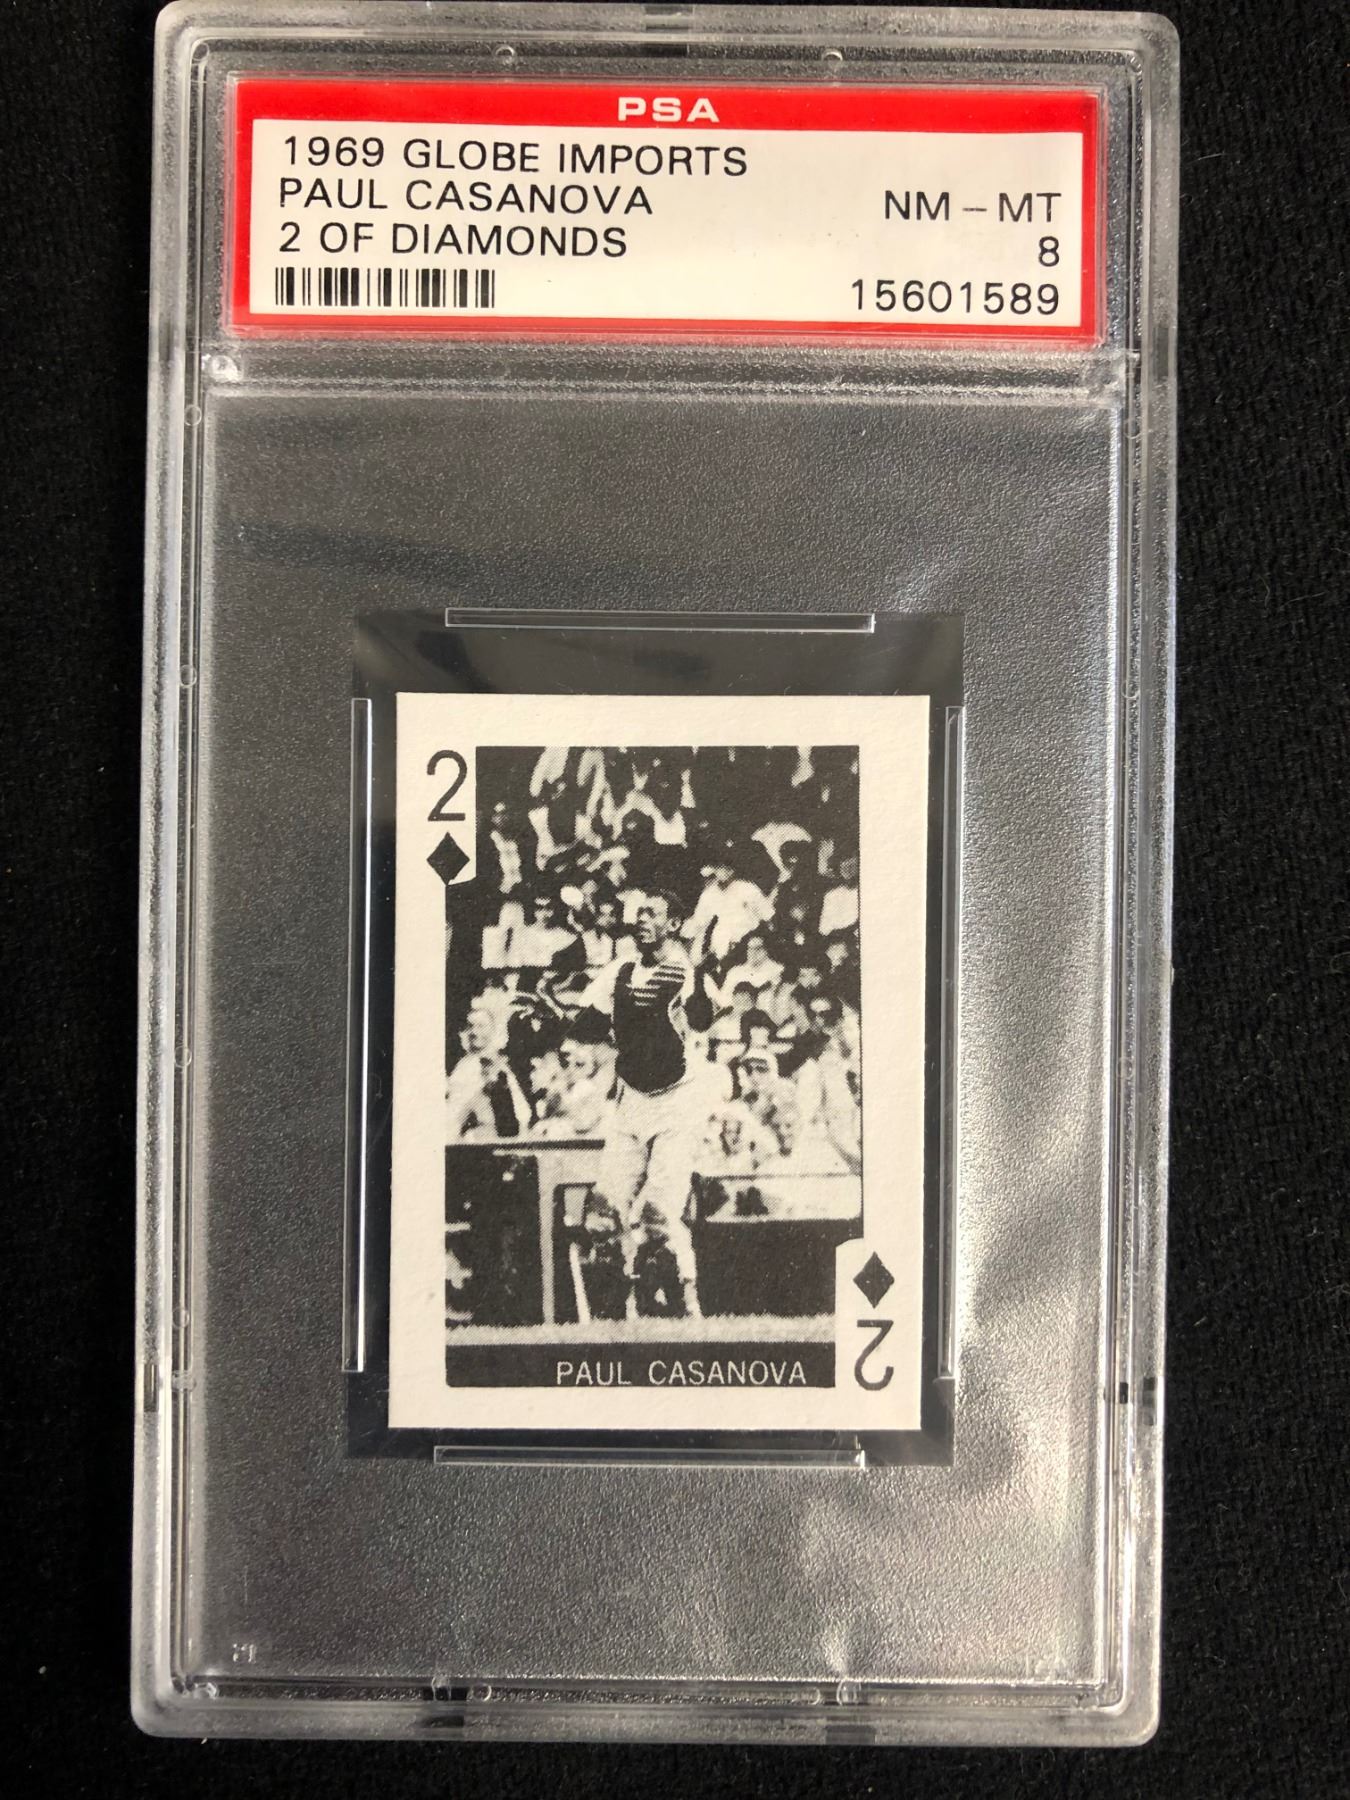 PSA
1969 GLOBE IMPORTS
PAUL CASANOVA
2 OF DIAMONDS
NM - MT
8
15601589
2
PAUL CASANOVA
2